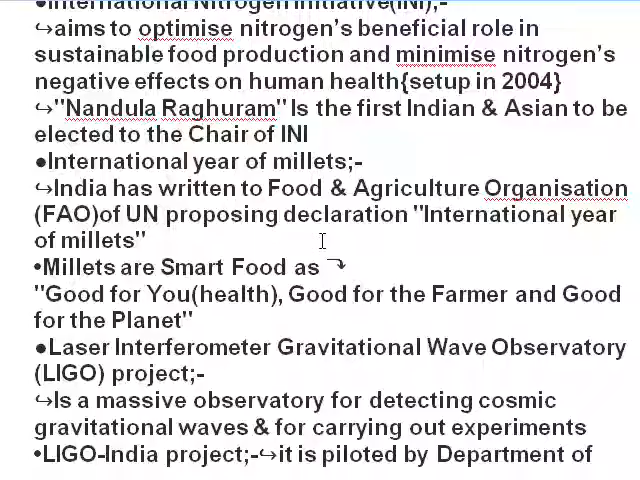 ●International Nitrogen Initiative(INI);-
↪aims to optimise nitrogen's beneficial role in
sustainable food production and minimise nitrogen's
negative effects on human health{setup in 2004}
↪"Nandula Raghuram" Is the first Indian & Asian to be
elected to the Chair of INI
●International year of millets;-
↪India has written to Food & Agriculture Organisation
(FAO)of UN proposing declaration "International year
of millets"
•Millets are Smart Food as ⤵
"Good for You(health), Good for the Farmer and Good
for the Planet"
●Laser Interferometer Gravitational Wave Observatory
(LIGO) project;-
↪Is a massive observatory for detecting cosmic
gravitational waves & for carrying out experiments
•LIGO-India project;-↪it is piloted by Department of